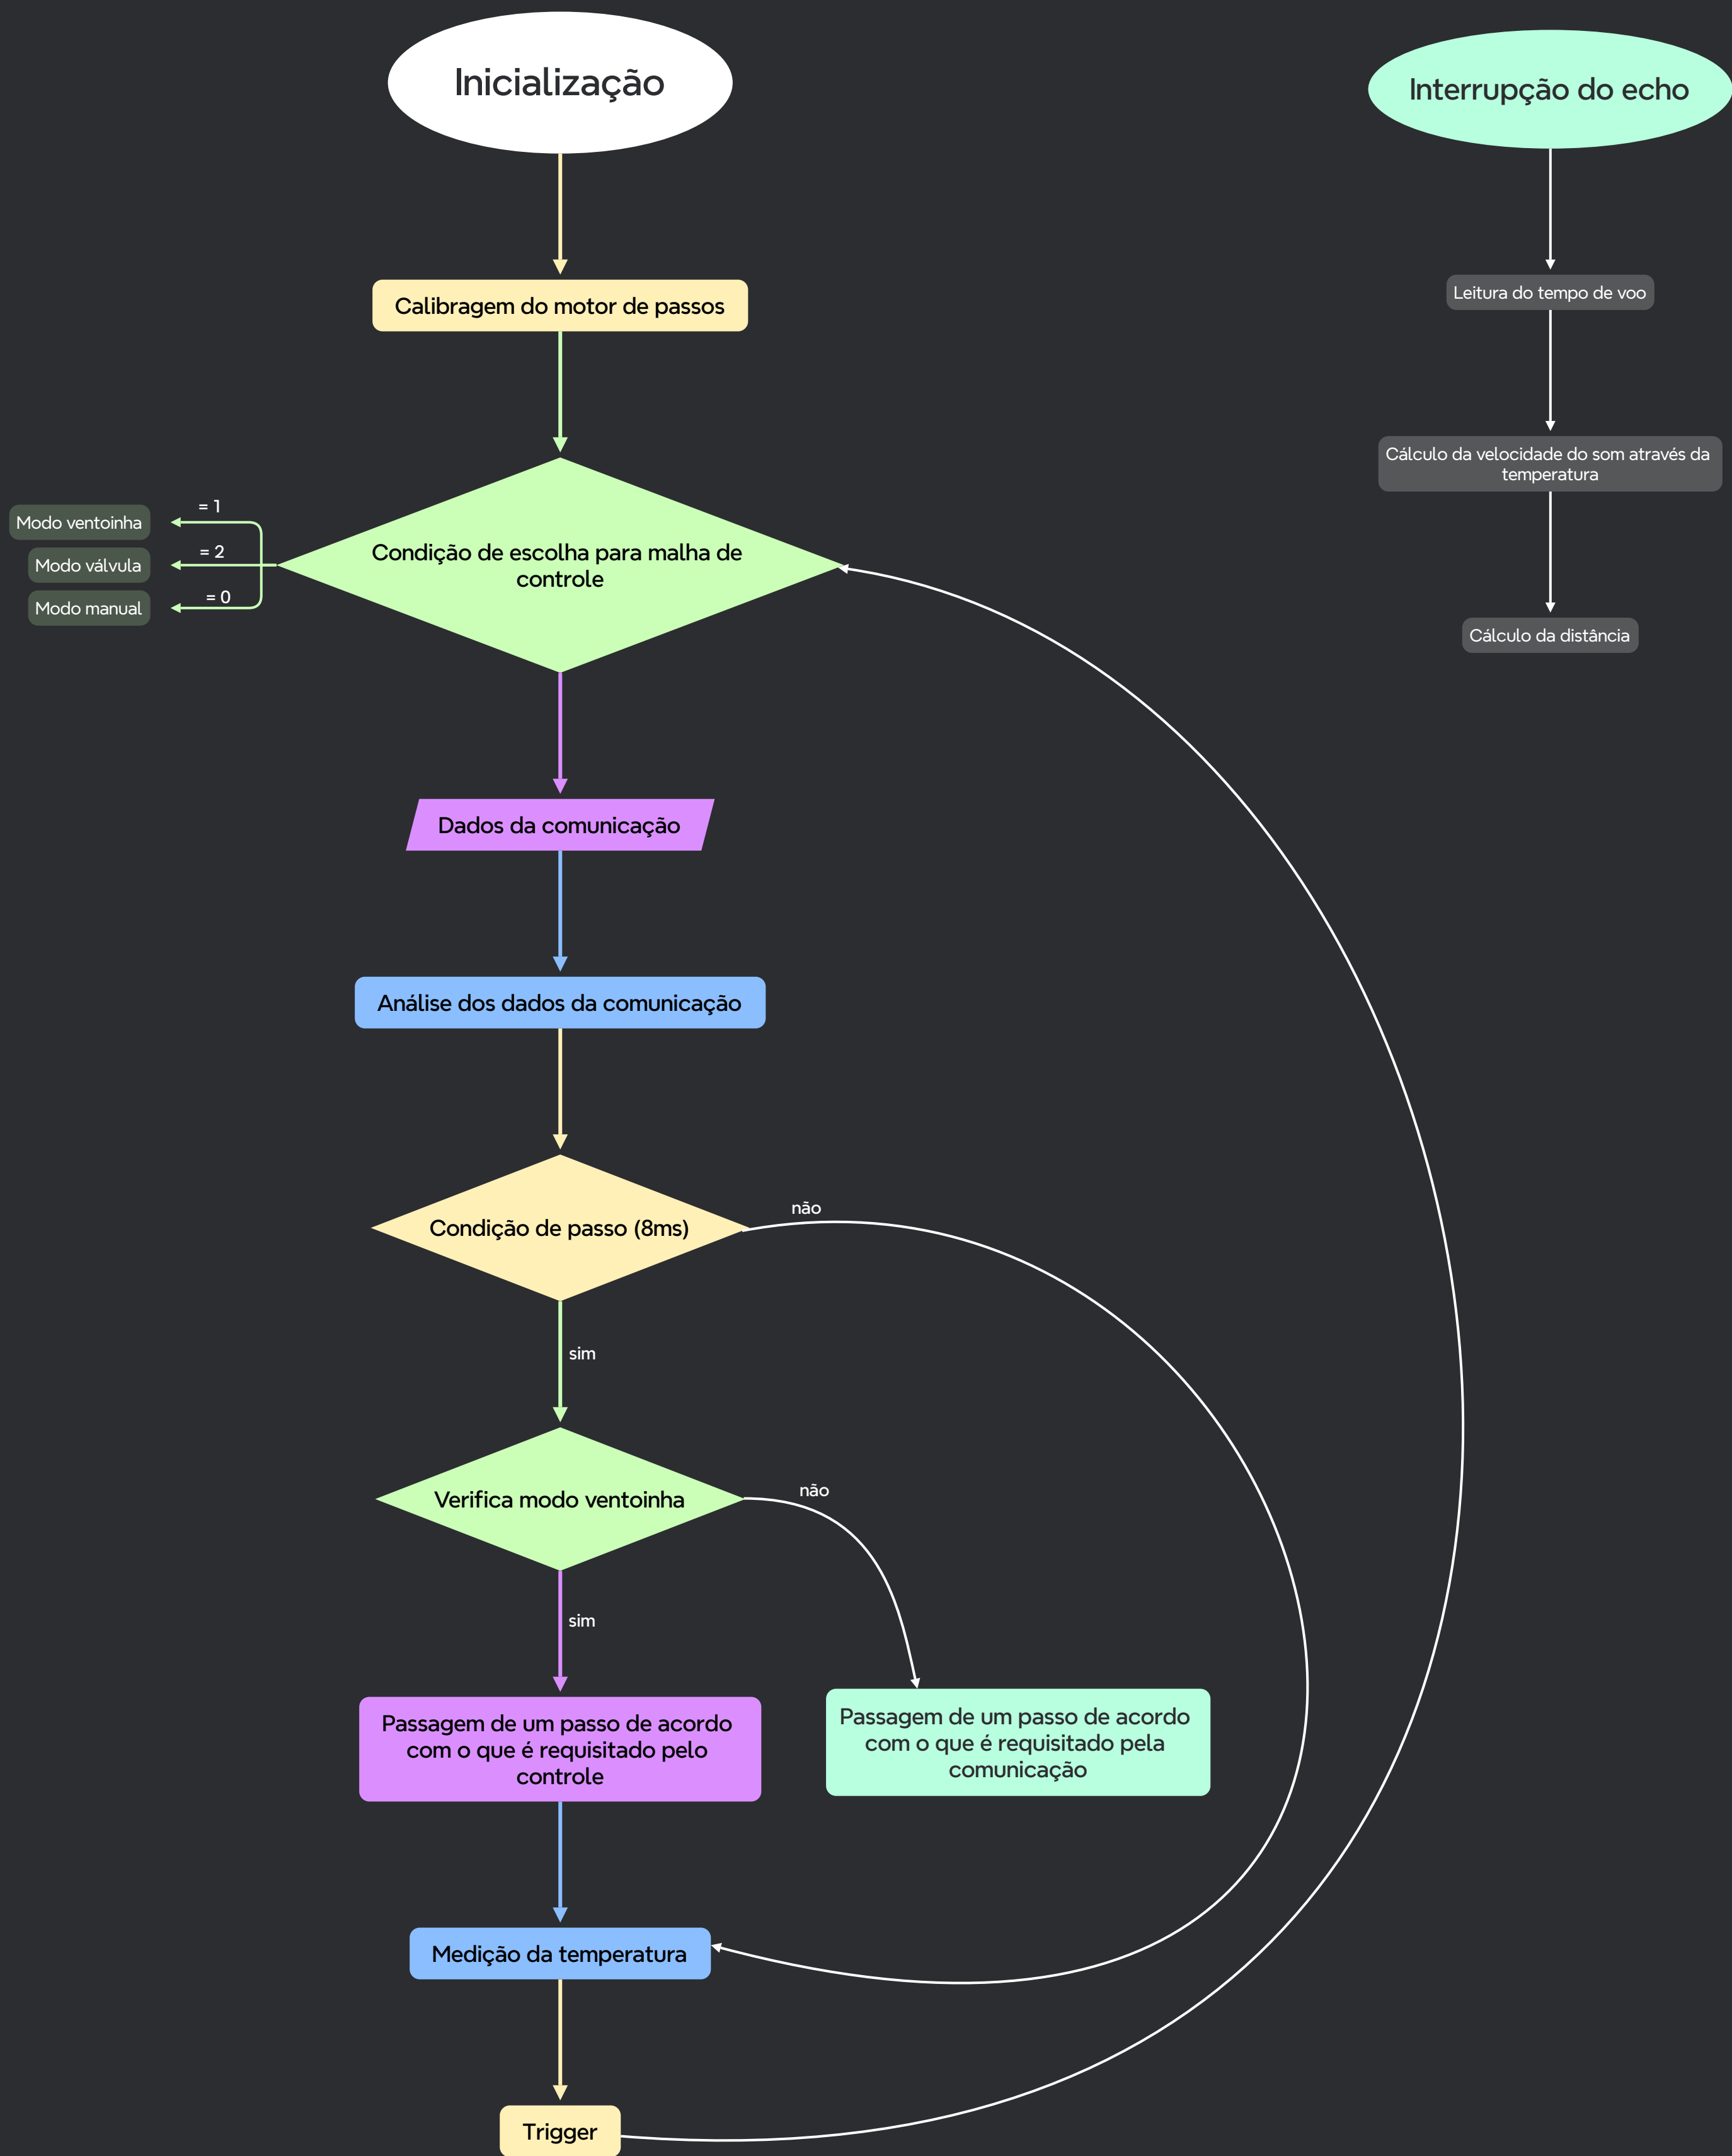 Inicialização
Interrupção do echo
Calibragem do motor de passos
Leitura do tempo de voo
Cálculo da velocidade do som através da
temperatura
= 1
Modo ventoinha
= 2
Modo válvula
= 0
Modo manual
Condição de escolha para malha de
controle
Cálculo da distância
Dados da comunicação
Análise dos dados da comunicação
não
Condição de passo (8ms)
sim
não
Verifica modo ventoinha
sim
Passagem de um passo de acordo
com o que é requisitado pelo
controle
Passagem de um passo de acordo
com o que é requisitado pela
comunicação
Medição da temperatura
Trigger